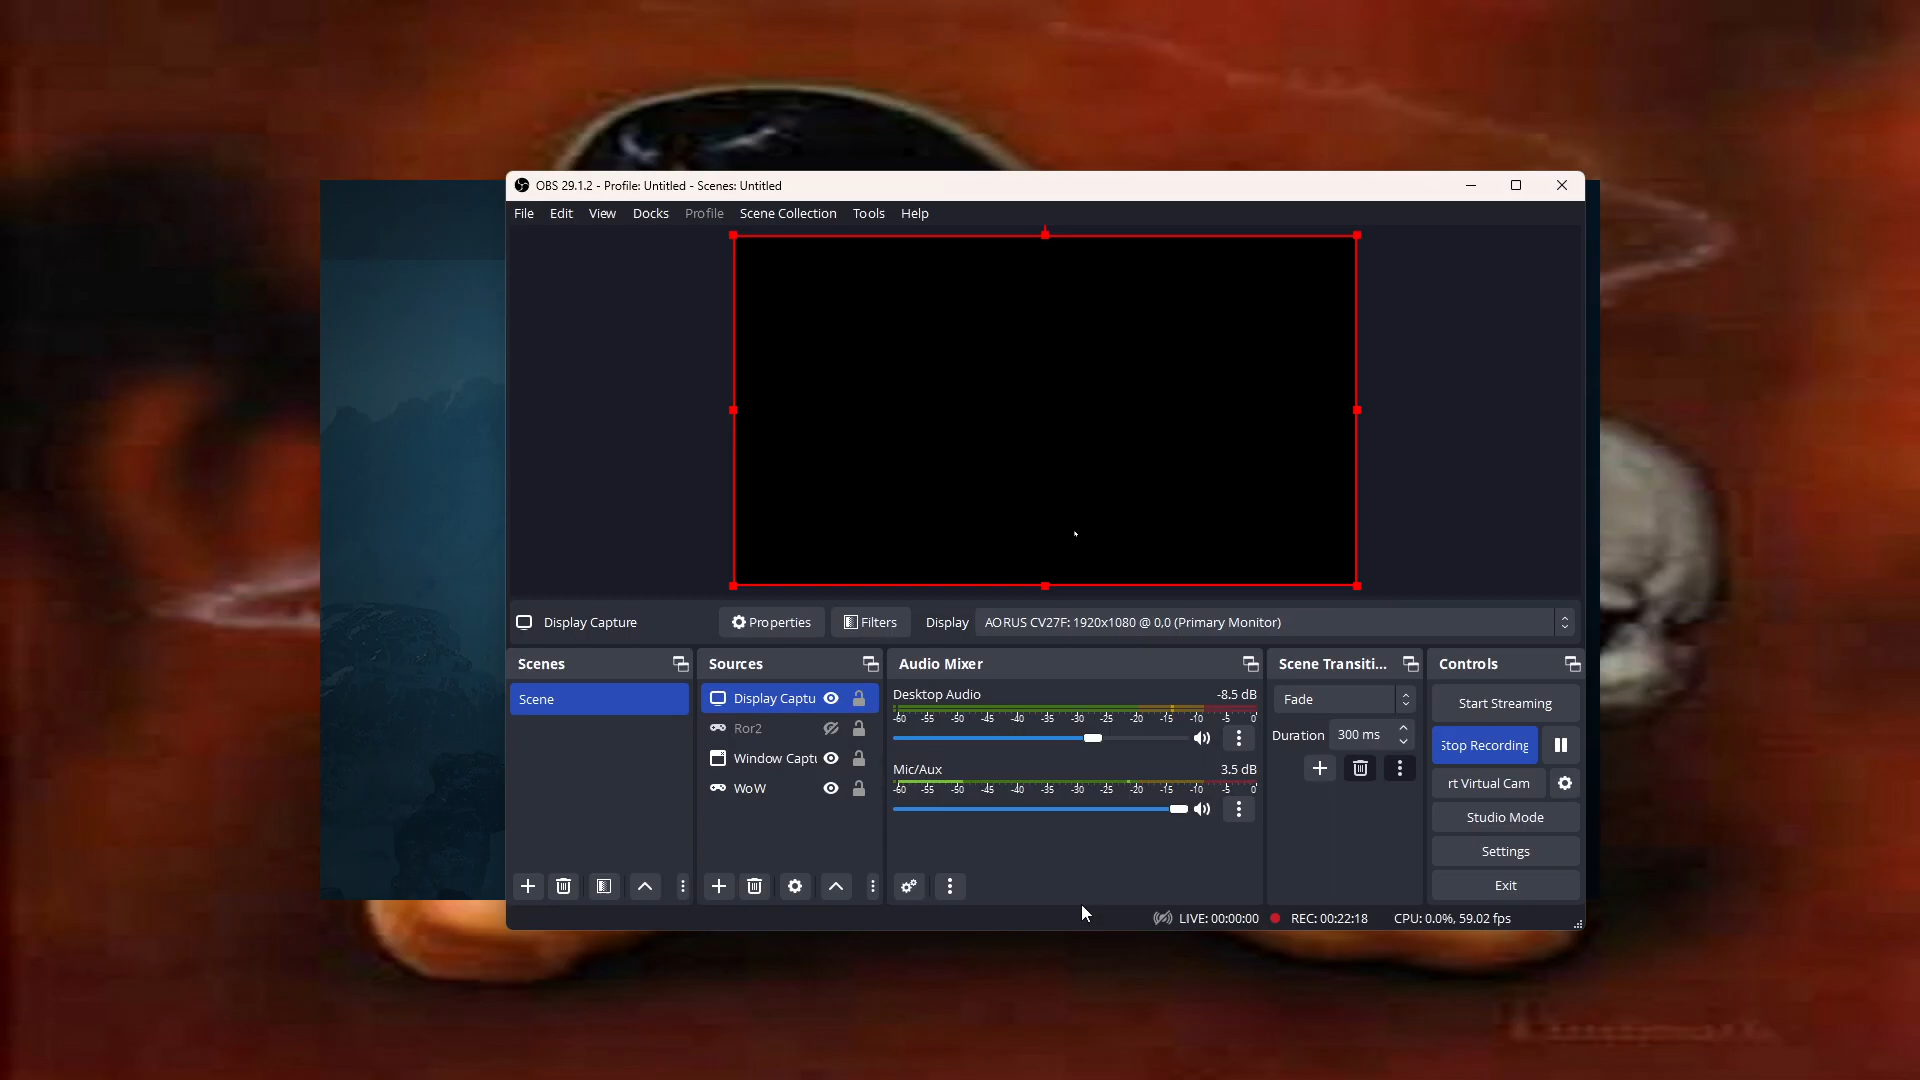 OBS 29.1.2 - Profile: Untitled - Scenes: Untitled
File Edit View Docks Profile Scene Collection Tools Help
Display Capture Properties Filters Display AORUS CV27F: 1920x1080 @ 0,0 (Primary Monitor)
Scenes
Scene
Sources
Display Captu
Ror2
Window Captu
WoW
Audio Mixer
Desktop Audio -8.5 dB
-60 -55 -50 -45 -40 -35 -30 -25 -20 -15 -10 -5 0
Mic/Aux 3.5 dB
-60 -55 -50 -45 -40 -35 -30 -25 -20 -15 -10 -5 0
Scene Transiti...
Fade
Duration 300 ms
Controls
Start Streaming
Stop Recording
rt Virtual Cam
Studio Mode
Settings
Exit
LIVE: 00:00:00 REC: 00:22:18 CPU: 0.0%, 59.02 fps